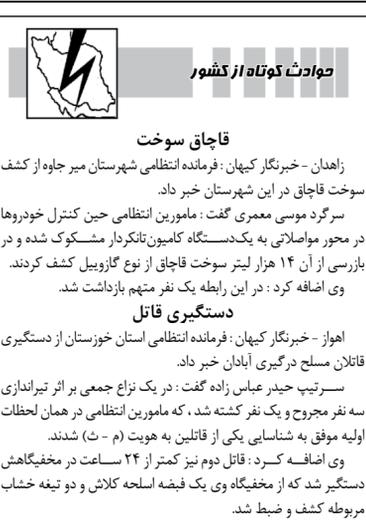 حوادث کوتاه از کشور
قاچاق سوخت
زاهدان - خبرنگار کیهان : فرمانده انتظامی شهرستان میر جاوه از کشف
سوخت قاچاق در این شهرستان خبر داد.
سرگرد موسی معمری گفت : مامورین انتظامی حین کنترل خودروها
در محور مواصلاتی به یک‌دستگاه کامیون‌تانکردار مشکوک شده و در
بازرسی از آن ۱۴ هزار لیتر سوخت قاچاق از نوع گازوییل کشف کردند.
وی اضافه کرد : در این رابطه یک نفر متهم بازداشت شد.
دستگیری قاتل
اهواز - خبرنگار کیهان : فرمانده انتظامی استان خوزستان از دستگیری
قاتلان مسلح درگیری آبادان خبر داد.
سرتیپ حیدر عباس زاده گفت : در یک نزاع جمعی بر اثر تیراندازی
سه نفر مجروح و یک نفر کشته شد ، که مامورین انتظامی در همان لحظات
اولیه موفق به شناسایی یکی از قاتلین به هویت (م - ث) شدند.
وی اضافه کرد : قاتل دوم نیز کمتر از ۲۴ ساعت در مخفیگاهش
دستگیر شد که از مخفیگاه وی یک قبضه اسلحه کلاش و دو تیغه خشاب
مربوطه کشف و ضبط شد.